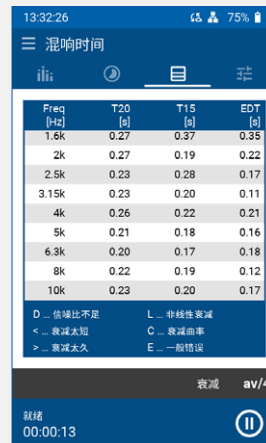 13:32:26 75%
混响时间
Freq T20 T15 EDT
[Hz] [s] [s] [s]
1.6k 0.27 0.37 0.35
2k 0.27 0.19 0.22
2.5k 0.23 0.28 0.17
3.15k 0.23 0.20 0.11
4k 0.26 0.22 0.21
5k 0.21 0.18 0.16
6.3k 0.20 0.17 0.18
8k 0.22 0.19 0.12
10k 0.23 0.20 0.17
D ... 信噪比不足 L ... 非线性衰减
< ... 衰减太短 C ... 衰减曲率
> ... 衰减太久 E ... 一般错误
衰减 av/4
就绪
00:00:13